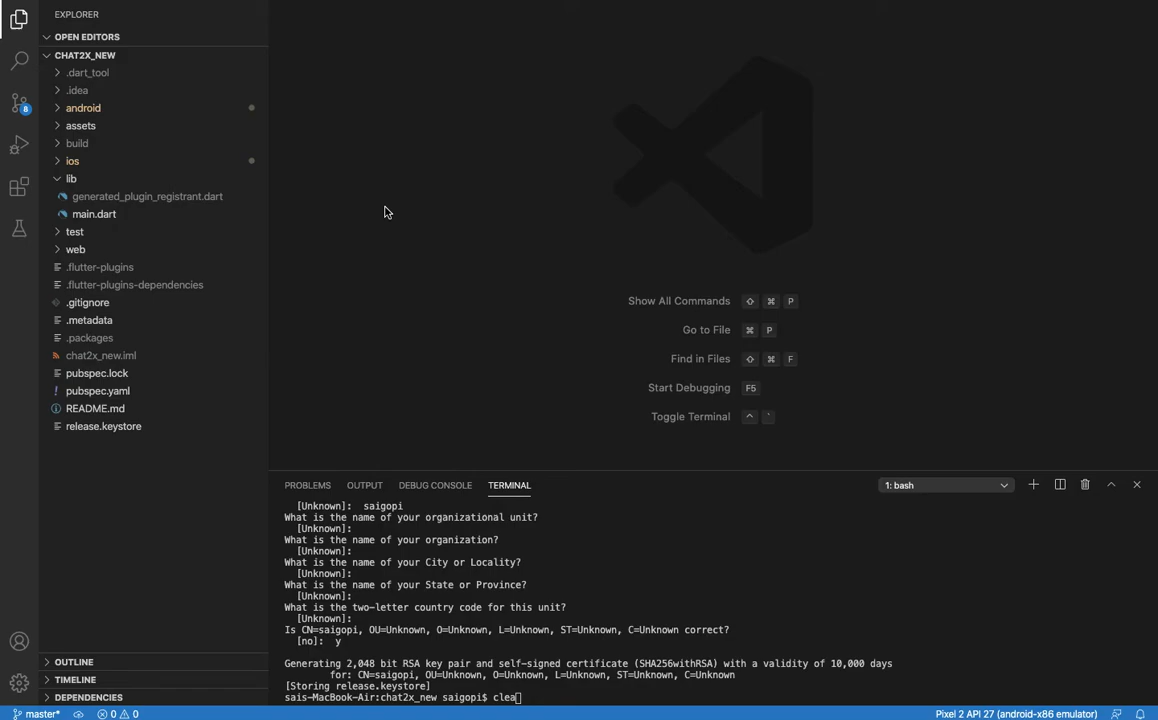 EXPLORER
OPEN EDITORS
CHAT2X_NEW
.dart_tool
.idea
android
assets
build
ios
lib
generated_plugin_registrant.dart
main.dart
test
web
.flutter-plugins
.flutter-plugins-dependencies
.gitignore
.metadata
.packages
chat2x_new.iml
pubspec.lock
! pubspec.yaml
README.md
release.keystore
OUTLINE
TIMELINE
DEPENDENCIES
8
Show All Commands ⇧ ⌘ P
Go to File ⌘ P
Find in Files ⇧ ⌘ F
Start Debugging F5
Toggle Terminal ^ `
PROBLEMS OUTPUT DEBUG CONSOLE TERMINAL 1: bash
[Unknown]:  saigopi
What is the name of your organizational unit?
[Unknown]:
What is the name of your organization?
[Unknown]:
What is the name of your City or Locality?
[Unknown]:
What is the name of your State or Province?
[Unknown]:
What is the two-letter country code for this unit?
[Unknown]:
Is CN=saigopi, OU=Unknown, O=Unknown, L=Unknown, ST=Unknown, C=Unknown correct?
[no]:  y
Generating 2,048 bit RSA key pair and self-signed certificate (SHA256withRSA) with a validity of 10,000 days
for: CN=saigopi, OU=Unknown, O=Unknown, L=Unknown, ST=Unknown, C=Unknown
[Storing release.keystore]
sais-MacBook-Air:chat2x_new saigopi$ clea
master* 0 0 Pixel 2 API 27 (android-x86 emulator)